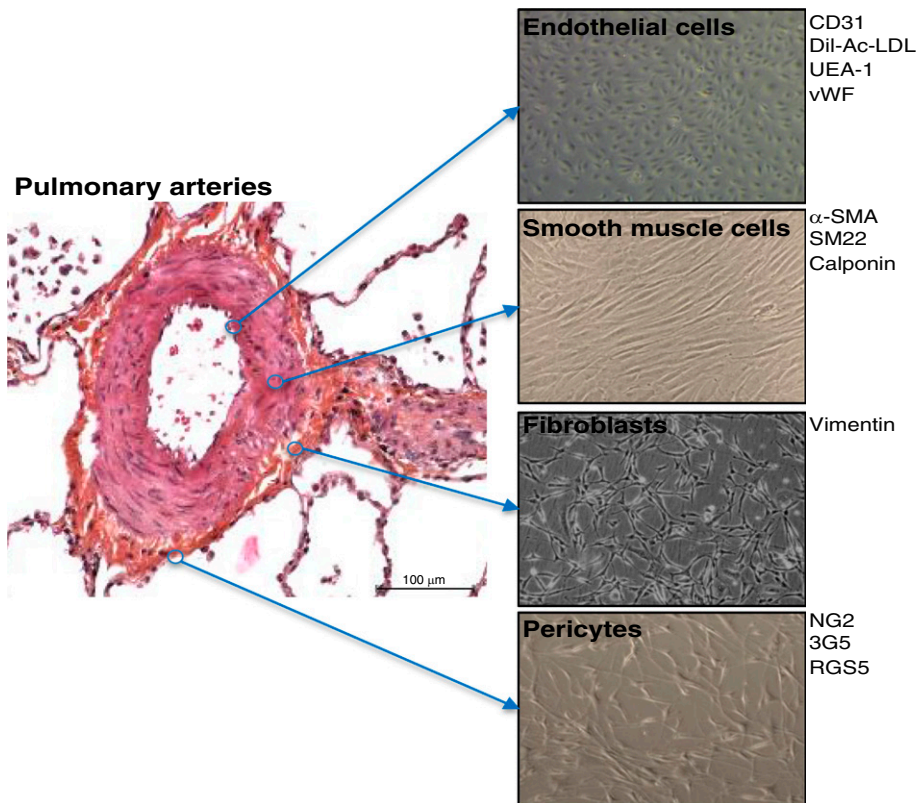 Endothelial cells
CD31
Dil-Ac-LDL
UEA-1
vWF
Pulmonary arteries
Smooth muscle cells
α-SMA
SM22
Calponin
Fibroblasts
Vimentin
100 μm
Pericytes
NG2
3G5
RGS5